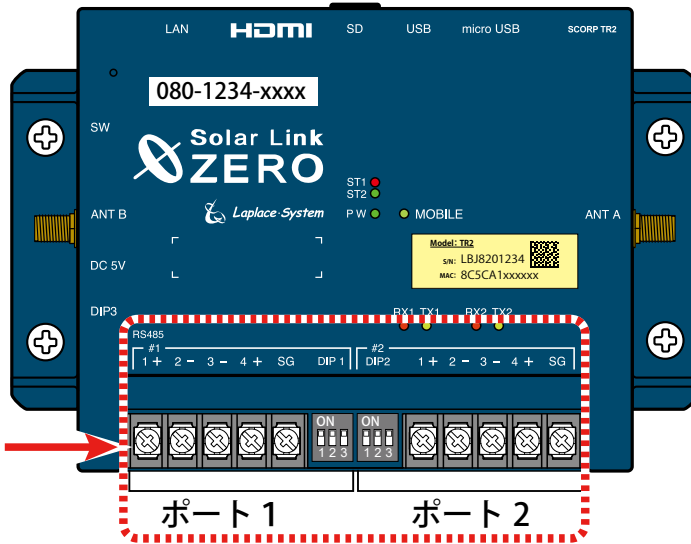 LAN HDMI SD USB micro USB SCORP TR2
080-1234-xxxx
SW
Solar Link
ZERO
ST1
ST2
ANT B
Laplace System
PW
MOBILE
ANT A
Model: TR2
S/N: LBJ8201234
MAC: 8C5CA1xxxxxx
DC 5V
DIP3
RX1 TX1 RX2 TX2
RS485
#1 #2
1 + 2 - 3 - 4 + SG DIP 1 DIP2 1 + 2 - 3 - 4 + SG
ON ON
1 2 3 1 2 3
ポート 1 ポート 2